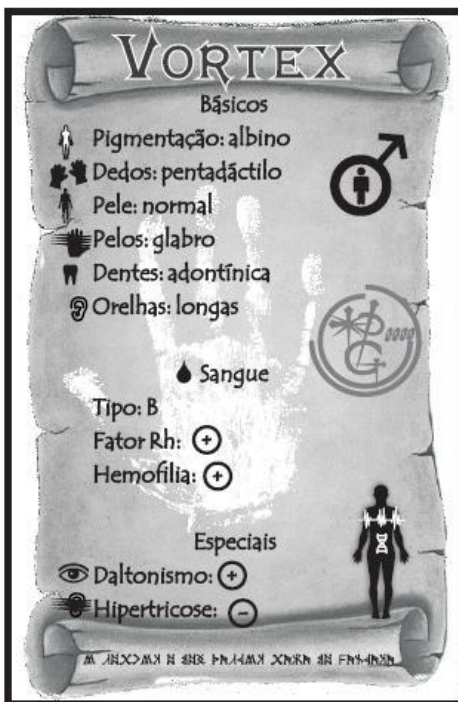 VORTEX
Básicos
Pigmentação: albino
Dedos: pentadáctilo
Pele: normal
Pelos: glabro
Dentes: adontínica
Orelhas: longas
Sangue
Tipo: B
Fator Rh: +
Hemofilia: +
Especiais
Daltonismo: +
Hipertricose: -